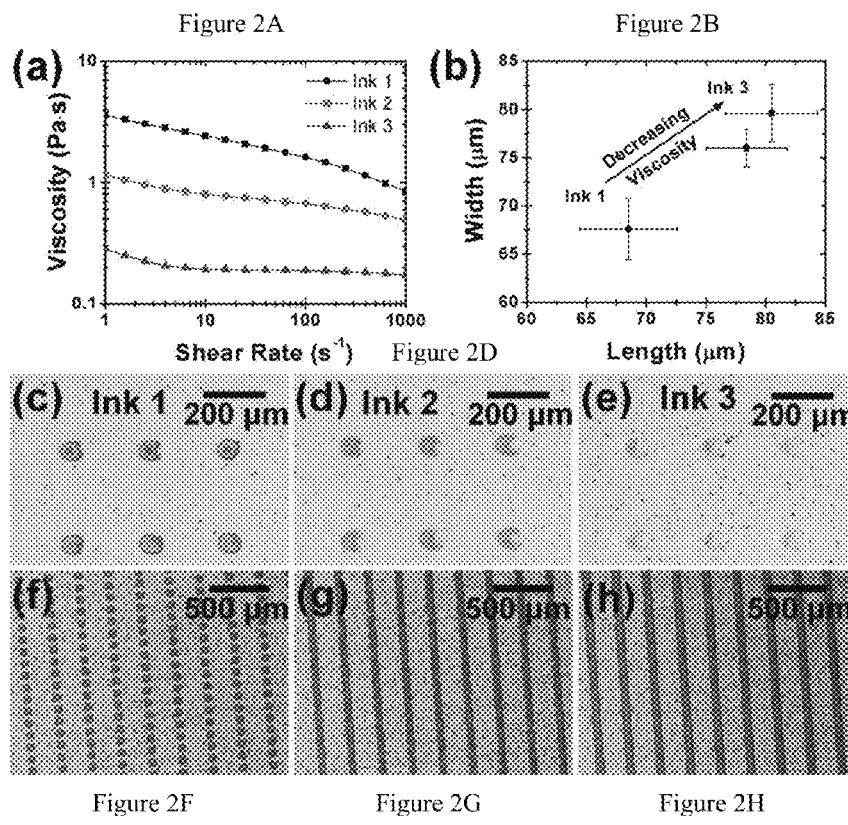 Figure 2A Figure 2B
(a) (b)
10
1
0.1
1 10 100 1000
Viscosity (Pa·s)
Shear Rate (s⁻¹)
Ink 1
Ink 2
Ink 3
85
80
75
70
65
60
60 65 70 75 80 85
Width (μm)
Length (μm)
Ink 3
Decreasing
Viscosity
Ink 1
Figure 2D
(c) Ink 1 200 μm
(d) Ink 2 200 μm
(e) Ink 3 200 μm
(f) 500 μm
(g) 500 μm
(h) 500 μm
Figure 2F Figure 2G Figure 2H